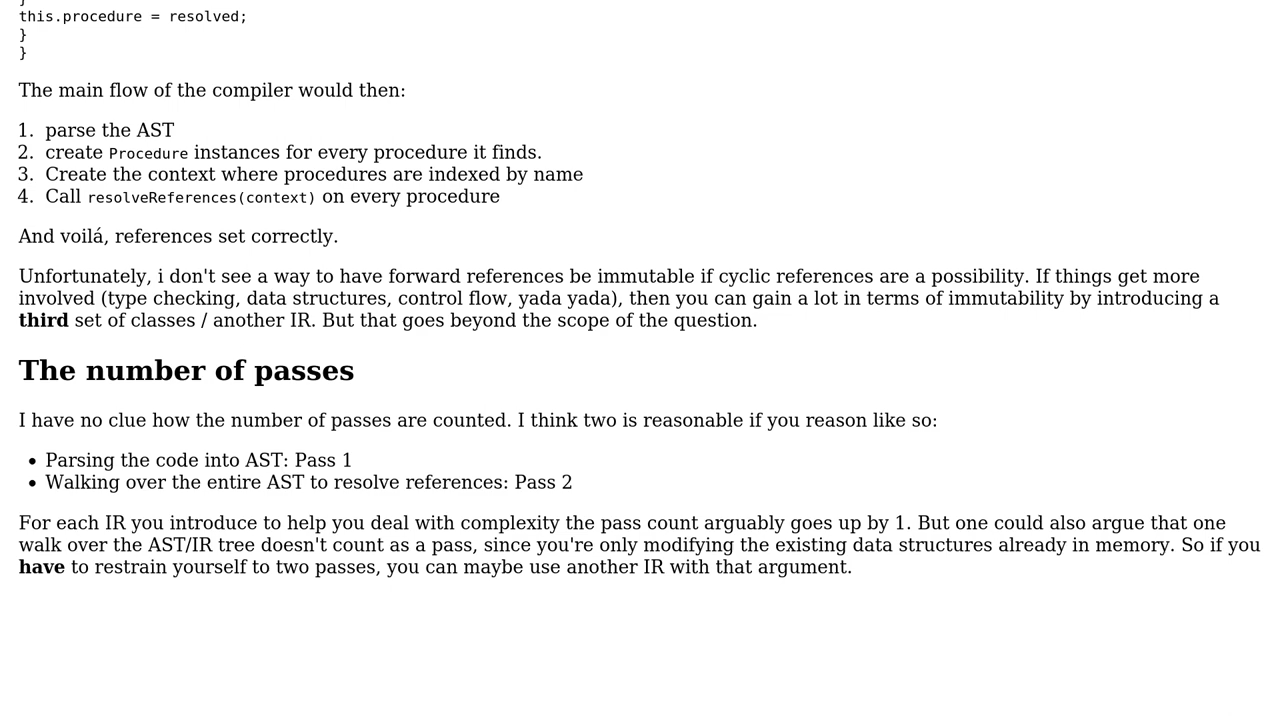 }
this.procedure = resolved;
}
}
The main flow of the compiler would then:
1. parse the AST
2. create Procedure instances for every procedure it finds.
3. Create the context where procedures are indexed by name
4. Call resolveReferences(context) on every procedure
And voilá, references set correctly.
Unfortunately, i don't see a way to have forward references be immutable if cyclic references are a possibility. If things get more
involved (type checking, data structures, control flow, yada yada), then you can gain a lot in terms of immutability by introducing a
third set of classes / another IR. But that goes beyond the scope of the question.
The number of passes
I have no clue how the number of passes are counted. I think two is reasonable if you reason like so:
• Parsing the code into AST: Pass 1
• Walking over the entire AST to resolve references: Pass 2
For each IR you introduce to help you deal with complexity the pass count arguably goes up by 1. But one could also argue that one
walk over the AST/IR tree doesn't count as a pass, since you're only modifying the existing data structures already in memory. So if you
have to restrain yourself to two passes, you can maybe use another IR with that argument.